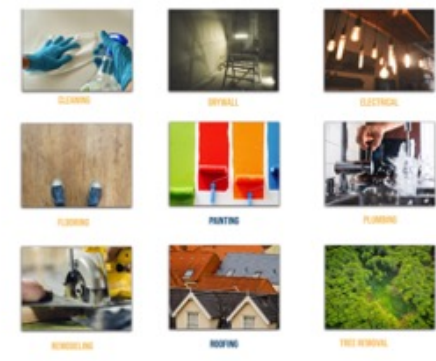 CLEANING
DRYWALL
ELECTRICAL
FLOORING
PAINTING
PLUMBING
REMODELING
ROOFING
TREE REMOVAL